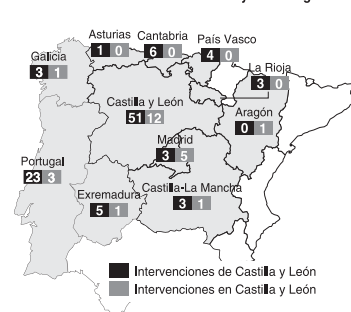 Asturias
1 0
Cantabria
6 0
País Vasco
4 0
Galicia
3 1
La Rioja
3 0
Castilla y León
51 12
Aragón
0 1
Madrid
3 5
Portugal
23 3
Extremadura
5 1
Castilla-La Mancha
3 1
Intervenciones de Castilla y León
Intervenciones en Castilla y León